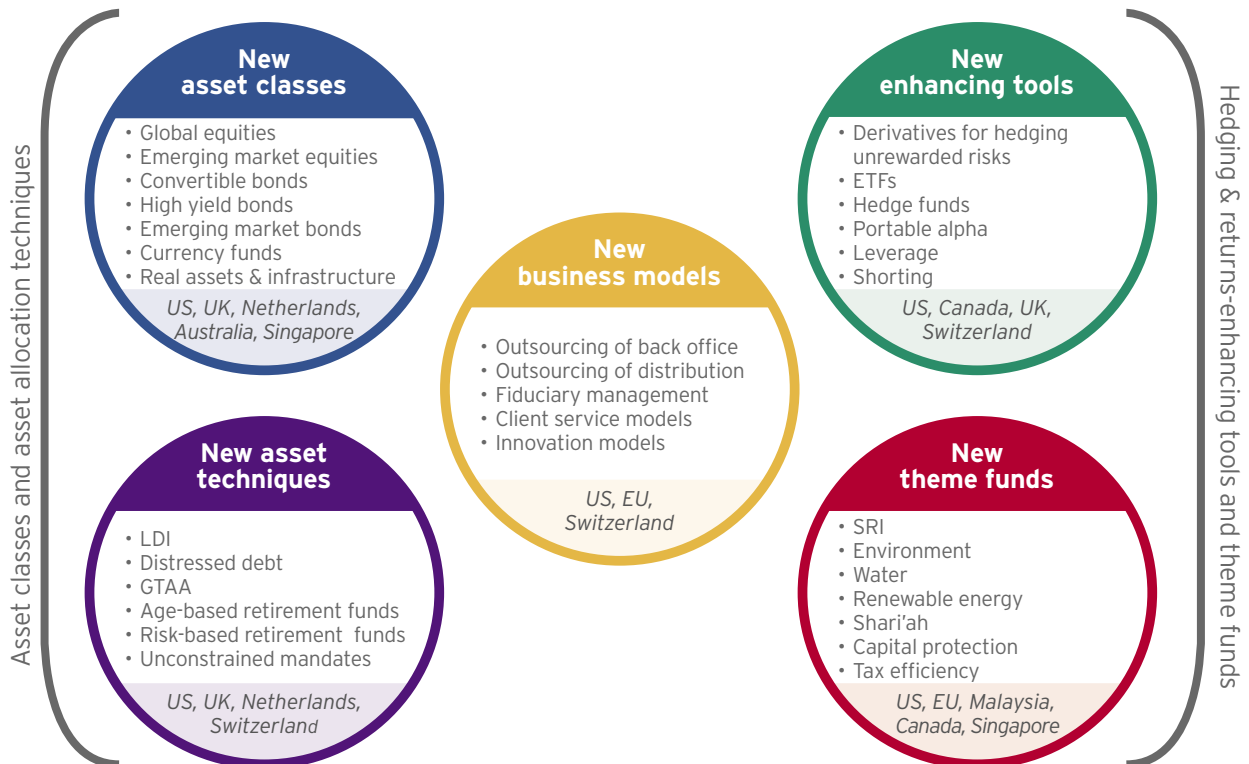 Asset classes and asset allocation techniques
New
asset classes
• Global equities
• Emerging market equities
• Convertible bonds
• High yield bonds
• Emerging market bonds
• Currency funds
• Real assets & infrastructure
US, UK, Netherlands,
Australia, Singapore
New asset
techniques
• LDI
• Distressed debt
• GTAA
• Age-based retirement funds
• Risk-based retirement funds
• Unconstrained mandates
US, UK, Netherlands,
Switzerland
New
business models
• Outsourcing of back office
• Outsourcing of distribution
• Fiduciary management
• Client service models
• Innovation models
US, EU,
Switzerland
New
enhancing tools
• Derivatives for hedging
unrewarded risks
• ETFs
• Hedge funds
• Portable alpha
• Leverage
• Shorting
US, Canada, UK,
Switzerland
New
theme funds
• SRI
• Environment
• Water
• Renewable energy
• Shari’ah
• Capital protection
• Tax efficiency
US, EU, Malaysia,
Canada, Singapore
Hedging & returns-enhancing tools and theme funds